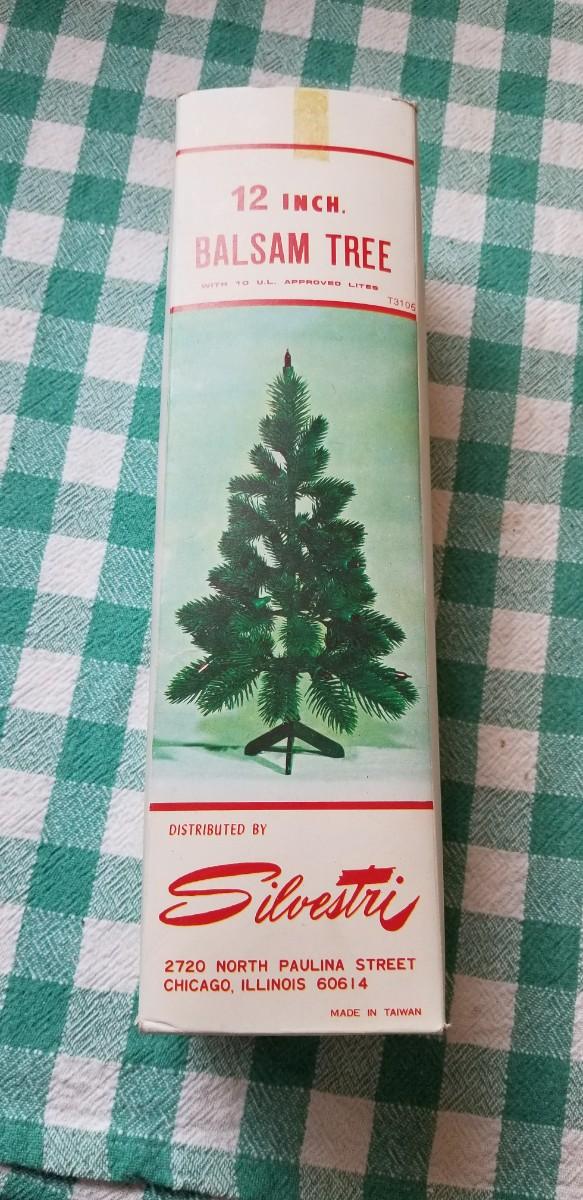 12 INCH.
BALSAM TREE
WITH 10 U.L. APPROVED LITES
T3106
DISTRIBUTED BY
Silvestri
2720 NORTH PAULINA STREET
CHICAGO, ILLINOIS 60614
MADE IN TAIWAN